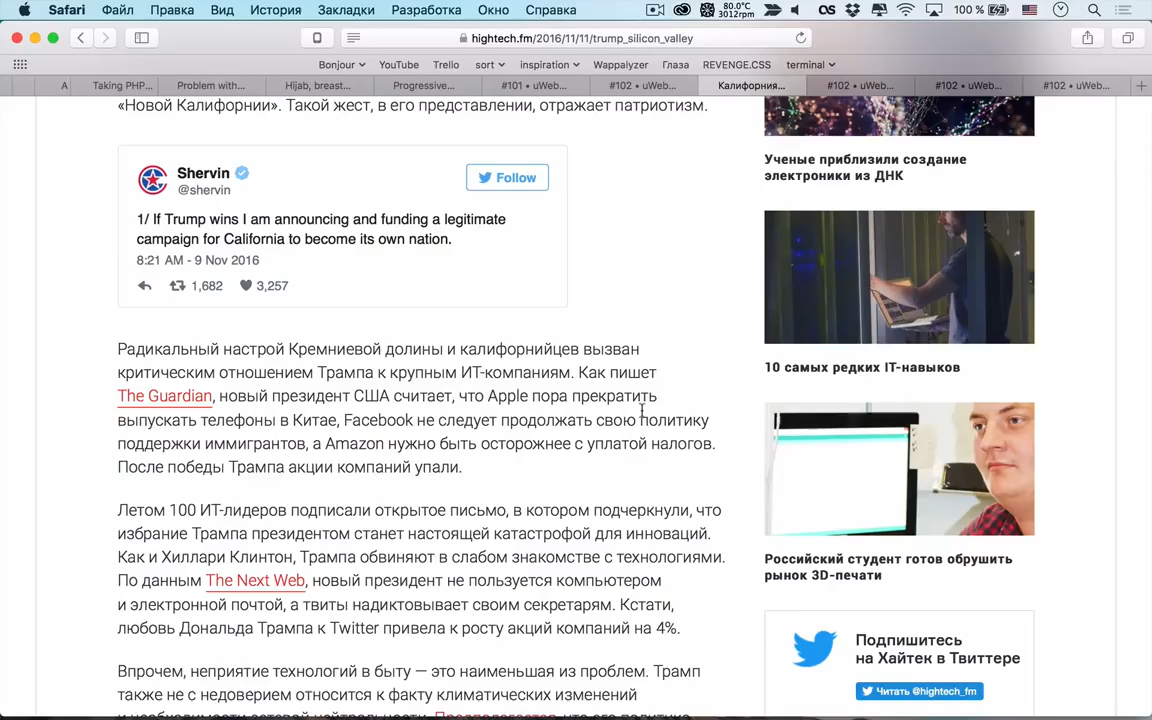 Safari Файл Правка Вид История Закладки Разработка Окно Справка 80.0°C 3012rpm 100 %
hightech.fm/2016/11/11/trump_silicon_valley
Bonjour YouTube Trello sort inspiration Wappalyzer Глаза REVENGE.CSS terminal
A Taking PHP... Problem with... Hijab, breast... Progressive... #101 • uWeb... #102 • uWeb... Калифорния... #102 • uWeb... #102 • uWeb... #102 • uWeb...
«Новой Калифорнии». Такой жест, в его представлении, отражает патриотизм.
Shervin
@shervin
Follow
1/ If Trump wins I am announcing and funding a legitimate
campaign for California to become its own nation.
8:21 AM - 9 Nov 2016
1,682 3,257
Радикальный настрой Кремниевой долины и калифорнийцев вызван
критическим отношением Трампа к крупным ИТ-компаниям. Как пишет
The Guardian, новый президент США считает, что Apple пора прекратить
выпускать телефоны в Китае, Facebook не следует продолжать свою политику
поддержки иммигрантов, а Amazon нужно быть осторожнее с уплатой налогов.
После победы Трампа акции компаний упали.
Летом 100 ИТ-лидеров подписали открытое письмо, в котором подчеркнули, что
избрание Трампа президентом станет настоящей катастрофой для инноваций.
Как и Хиллари Клинтон, Трампа обвиняют в слабом знакомстве с технологиями.
По данным The Next Web, новый президент не пользуется компьютером
и электронной почтой, а твиты надиктовывает своим секретарям. Кстати,
любовь Дональда Трампа к Twitter привела к росту акций компаний на 4%.
Впрочем, неприятие технологий в быту — это наименьшая из проблем. Трамп
также не с недоверием относится к факту климатических изменений
и необходимости сетевой нейтральности. Предполагается, что его политика
Ученые приблизили создание
электроники из ДНК
10 самых редких IT-навыков
Российский студент готов обрушить
рынок 3D-печати
Подпишитесь
на Хайтек в Твиттере
Читать @hightech_fm